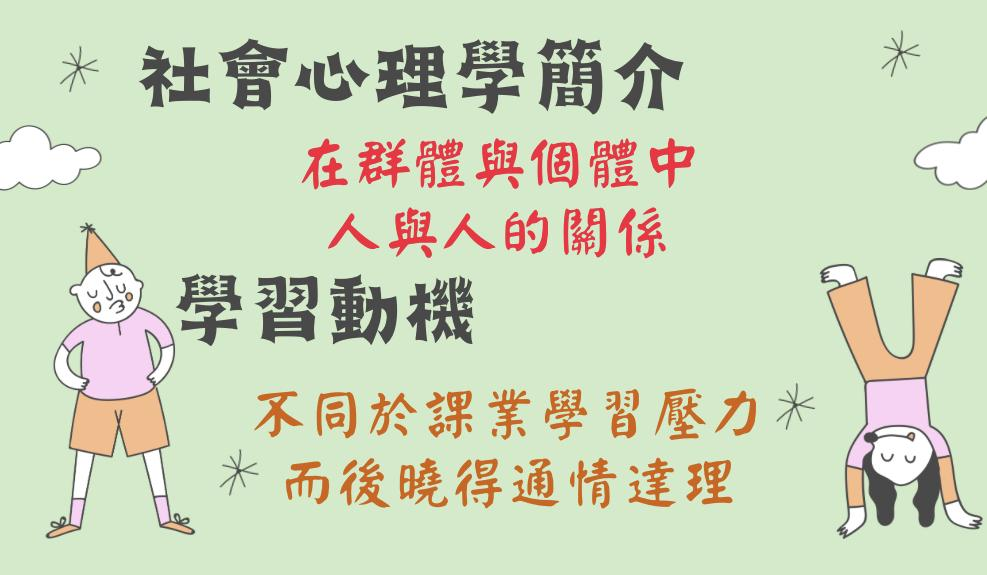 社會心理學簡介
在群體與個體中
人與人的關係
學習動機
不同於課業學習壓力
而後曉得通情達理